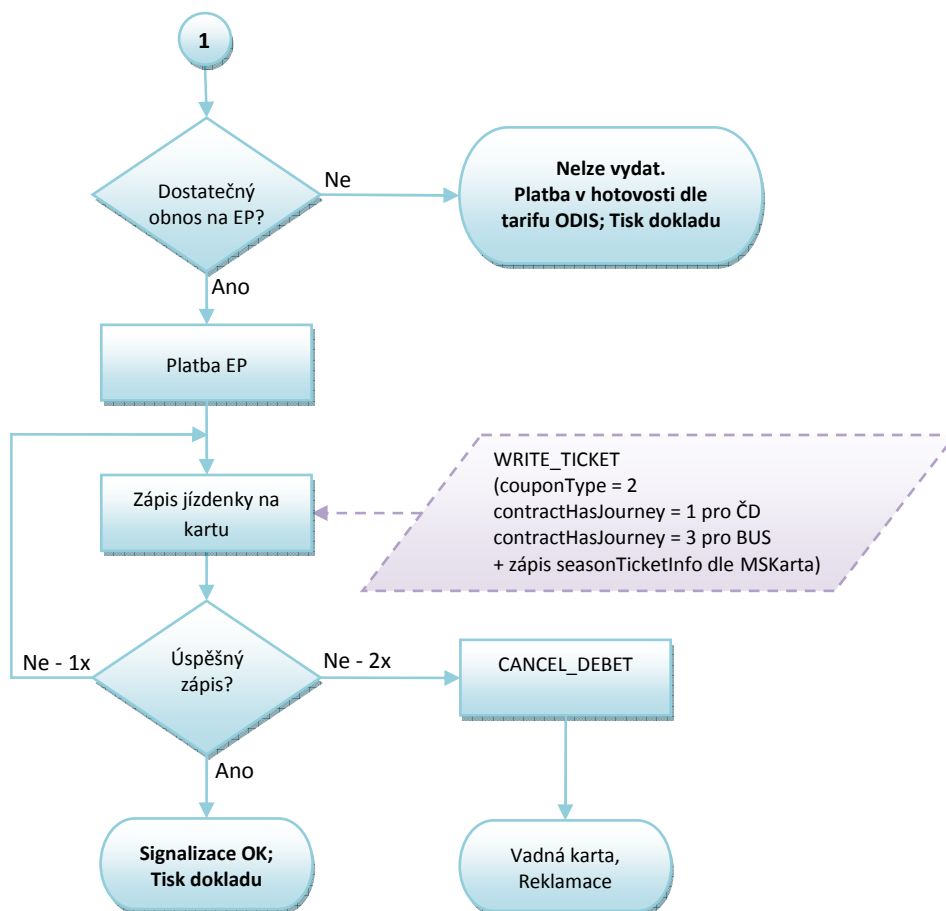 1
Dostatečný
obnos na EP?
Ne
Nelze vydat.
Platba v hotovosti dle
tarifu ODIS; Tisk dokladu
Ano
Platba EP
Zápis jízdenky na
kartu
WRITE_TICKET
(couponType = 2
contractHasJourney = 1 pro ČD
contractHasJourney = 3 pro BUS
+ zápis seasonTicketInfo dle MSKarta)
Ne - 1x
Úspěšný
zápis?
Ne - 2x
CANCEL_DEBET
Ano
Signalizace OK;
Tisk dokladu
Vadná karta,
Reklamace